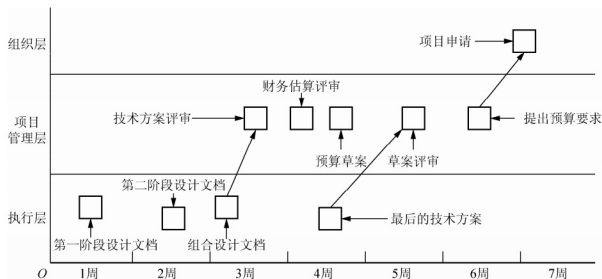 组织层
项目申请
项目
管理层
财务估算评审
技术方案评审
提出预算要求
预算草案
草案评审
执行层
第二阶段设计文档
最后的技术方案
第一阶段设计文档
组合设计文档
O
1周
2周
3周
4周
5周
6周
7周